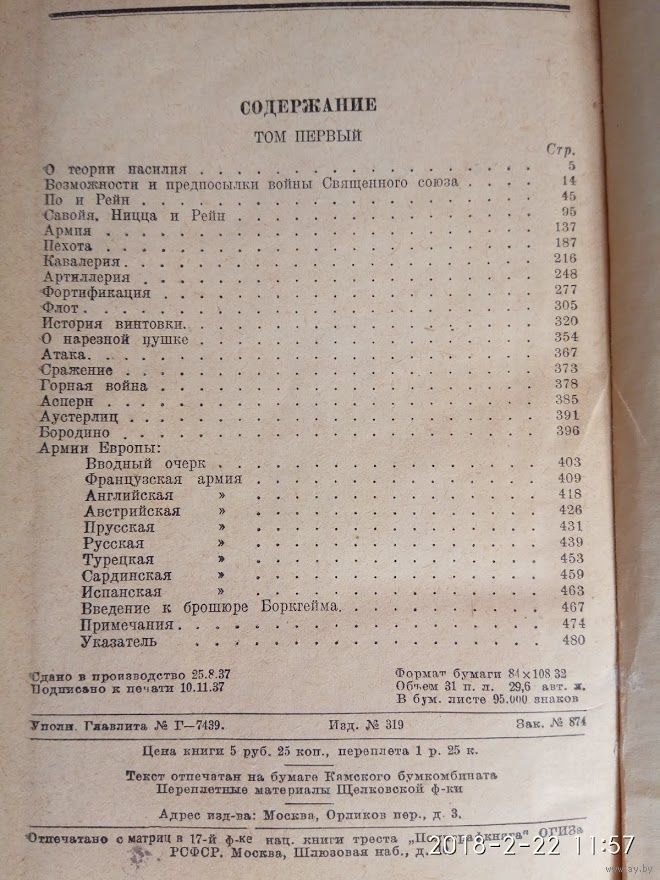 СОДЕРЖАНИЕ
ТОМ ПЕРВЫЙ
Стр.
О теории насилия . . . . . . . . . . . . . . . . . . 5
Возможности и предпосылки войны Священного союза . . . . . 14
По и Рейн . . . . . . . . . . . . . . . . . . 45
Савойя, Ницца и Рейн . . . . . . . . . . . . . . . . 95
Армия . . . . . . . . . . . . . . . . . . 137
Пехота . . . . . . . . . . . . . . . . . . 187
Кавалерия . . . . . . . . . . . . . . . . . . 216
Артиллерия . . . . . . . . . . . . . . . . . . 248
Фортификация . . . . . . . . . . . . . . . . . . 277
Флот . . . . . . . . . . . . . . . . . . 305
История винтовки . . . . . . . . . . . . . . . . . . 320
О нарезной пушке . . . . . . . . . . . . . . . . . . 354
Атака . . . . . . . . . . . . . . . . . . 367
Сражение . . . . . . . . . . . . . . . . . . 373
Горная война . . . . . . . . . . . . . . . . . . 378
Асперн . . . . . . . . . . . . . . . . . . 385
Аустерлиц . . . . . . . . . . . . . . . . . . 391
Бородино . . . . . . . . . . . . . . . . . . 396
Армии Европы:
Вводный очерк . . . . . . . . . . . . . . . . 403
Французская армия . . . . . . . . . . . . . . . 409
Английская » . . . . . . . . . . . . . . . 418
Австрийская » . . . . . . . . . . . . . . . 426
Прусская » . . . . . . . . . . . . . . . 431
Русская » . . . . . . . . . . . . . . . 439
Турецкая » . . . . . . . . . . . . . . . 453
Сардинская » . . . . . . . . . . . . . . . 459
Испанская » . . . . . . . . . . . . . . . 463
Введение к брошюре Боркгейма . . . . . . . . . . . . 467
Примечания . . . . . . . . . . . . . . . . . 474
Указатель . . . . . . . . . . . . . . . . . 480
Сдано в производство 25.8.37 Формат бумаги 84×108 32
Подписано к печати 10.11.37 Объем 31 п. л. 29,6 авт. л.
В бум. листе 95.000 знаков
Уполн. Главлита № Г—7439. Изд. № 319 Зак. № 874
Цена книги 5 руб. 25 коп., переплета 1 р. 25 к.
Текст отпечатан на бумаге Камского бумкомбината
Переплетные материалы Щелковской ф-ки
Адрес изд-ва: Москва, Орликов пер., д. 3.
Отпечатано с матриц в 17-й ф-ке нац. книги треста „Полиграфкнига" ОГИЗа
РСФСР. Москва, Шлюзовая наб., д.
2018-2-22 11:57
www.ay.by